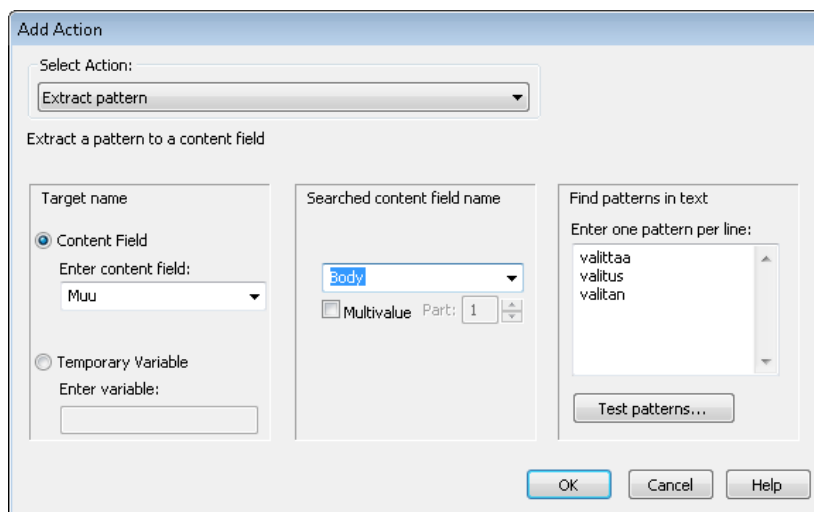 Add Action
Select Action:
Extract pattern
Extract a pattern to a content field
Target name
Content Field
Enter content field:
Muu
Temporary Variable
Enter variable:
Searched content field name
Body
Multivalue Part: 1
Find patterns in text
Enter one pattern per line:
valittaa
valitus
valitan
Test patterns...
OK Cancel Help